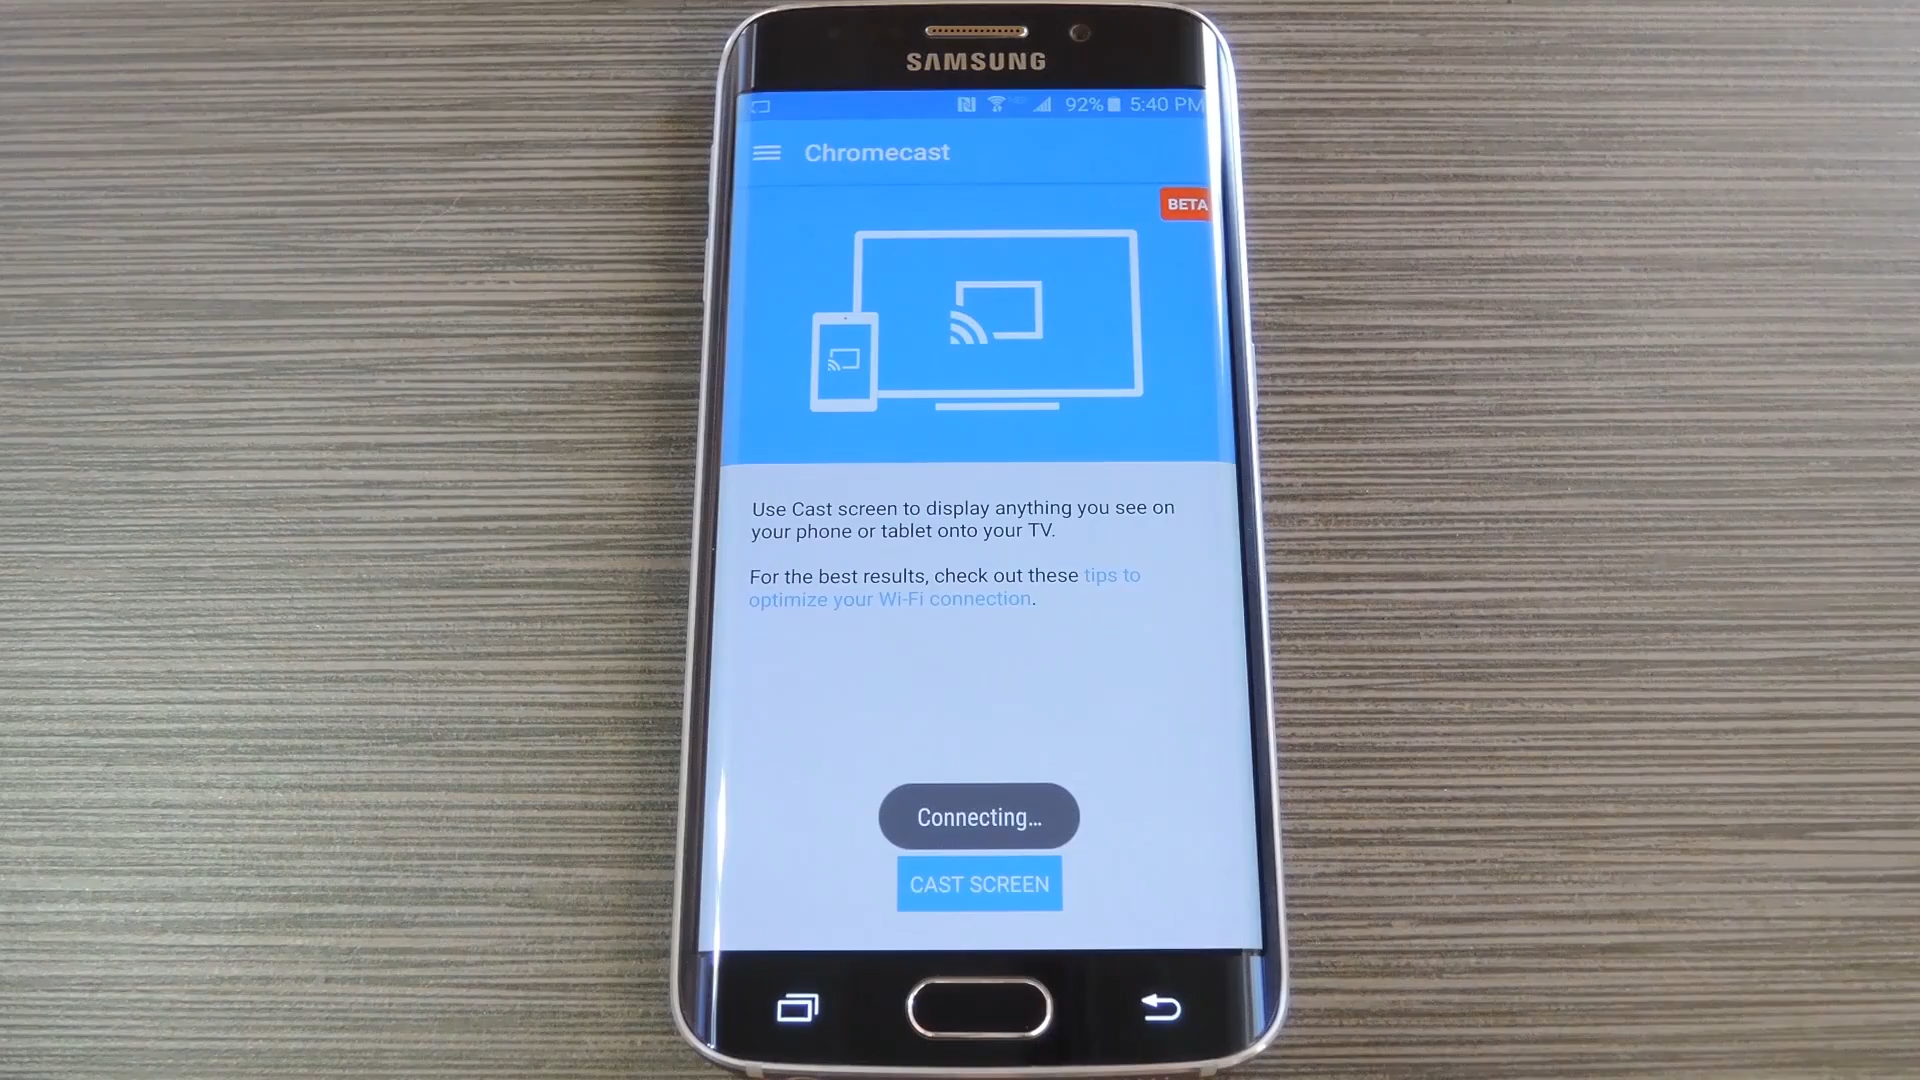 SAMSUNG
92% 5:40 PM
Chromecast
BETA
Use Cast screen to display anything you see on
your phone or tablet onto your TV.
For the best results, check out these tips to
optimize your Wi-Fi connection.
Connecting...
CAST SCREEN